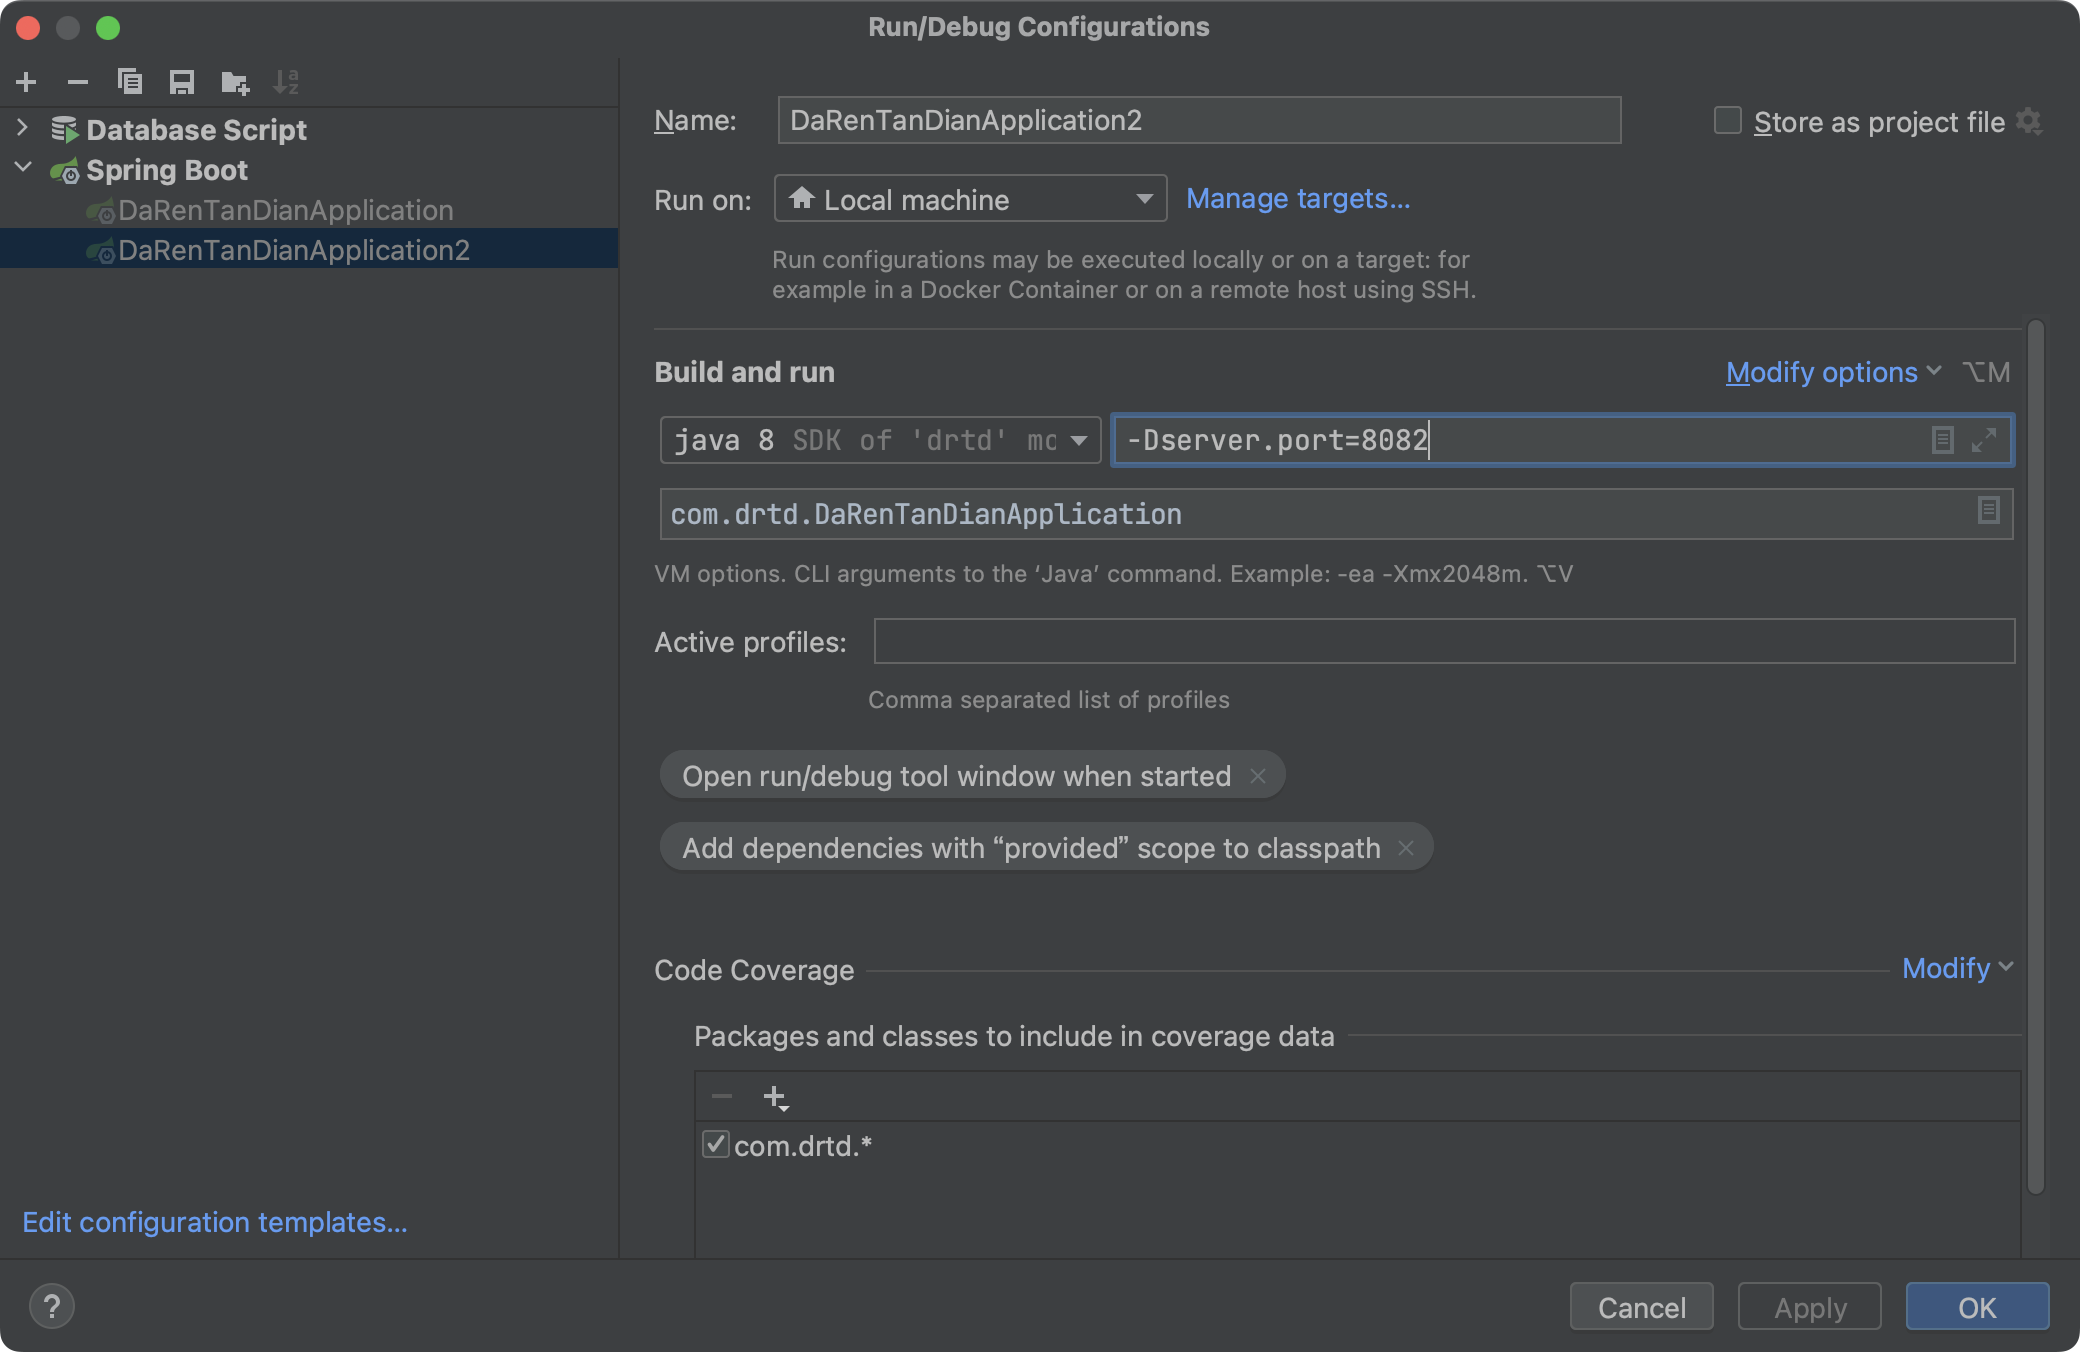 Run/Debug Configurations
Database Script
Spring Boot
DaRenTanDianApplication
DaRenTanDianApplication2
Edit configuration templates...
Name: DaRenTanDianApplication2 Store as project file
Run on: Local machine Manage targets...
Run configurations may be executed locally or on a target: for
example in a Docker Container or on a remote host using SSH.
Build and run Modify options ⌥M
java 8 SDK of 'drtd' mo -Dserver.port=8082
com.drtd.DaRenTanDianApplication
VM options. CLI arguments to the ‘Java’ command. Example: -ea -Xmx2048m. ⌥V
Active profiles:
Comma separated list of profiles
Open run/debug tool window when started ×
Add dependencies with “provided” scope to classpath ×
Code Coverage Modify
Packages and classes to include in coverage data
com.drtd.*
? Cancel Apply OK